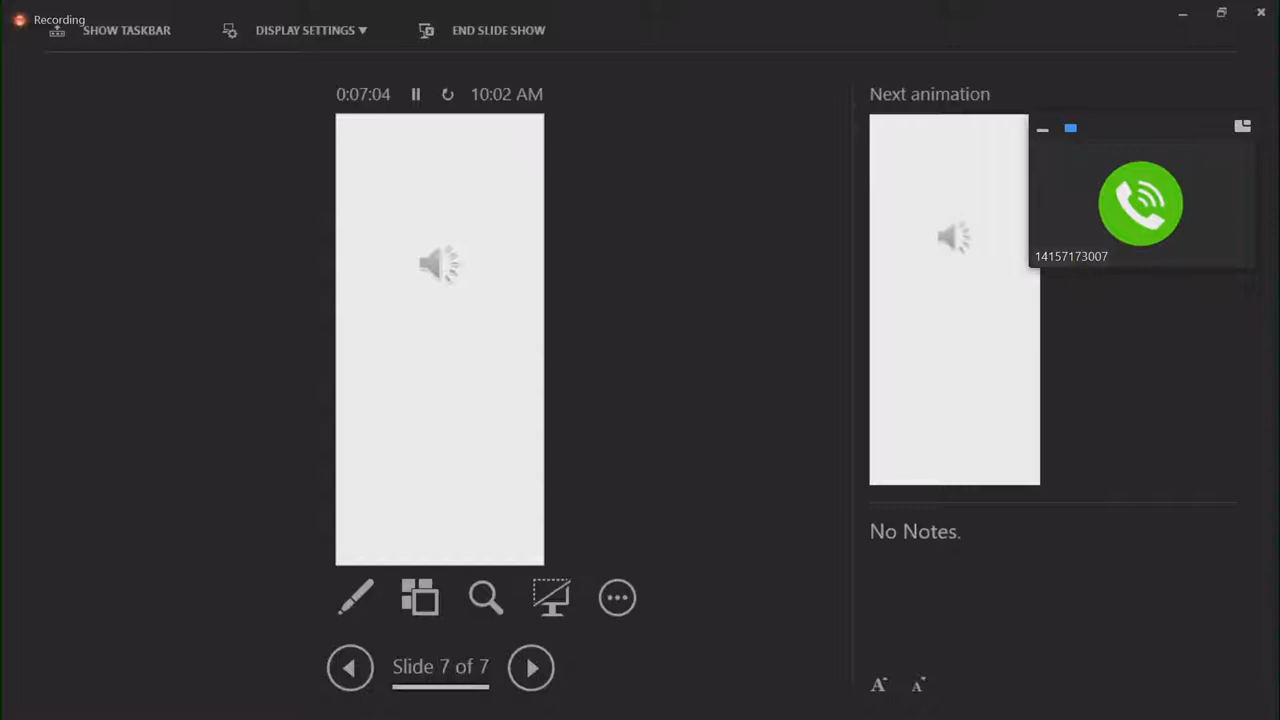 Recording
SHOW TASKBAR
DISPLAY SETTINGS
END SLIDE SHOW
0:07:04
10:02 AM
Next animation
14157173007
No Notes.
Slide 7 of 7
A
A